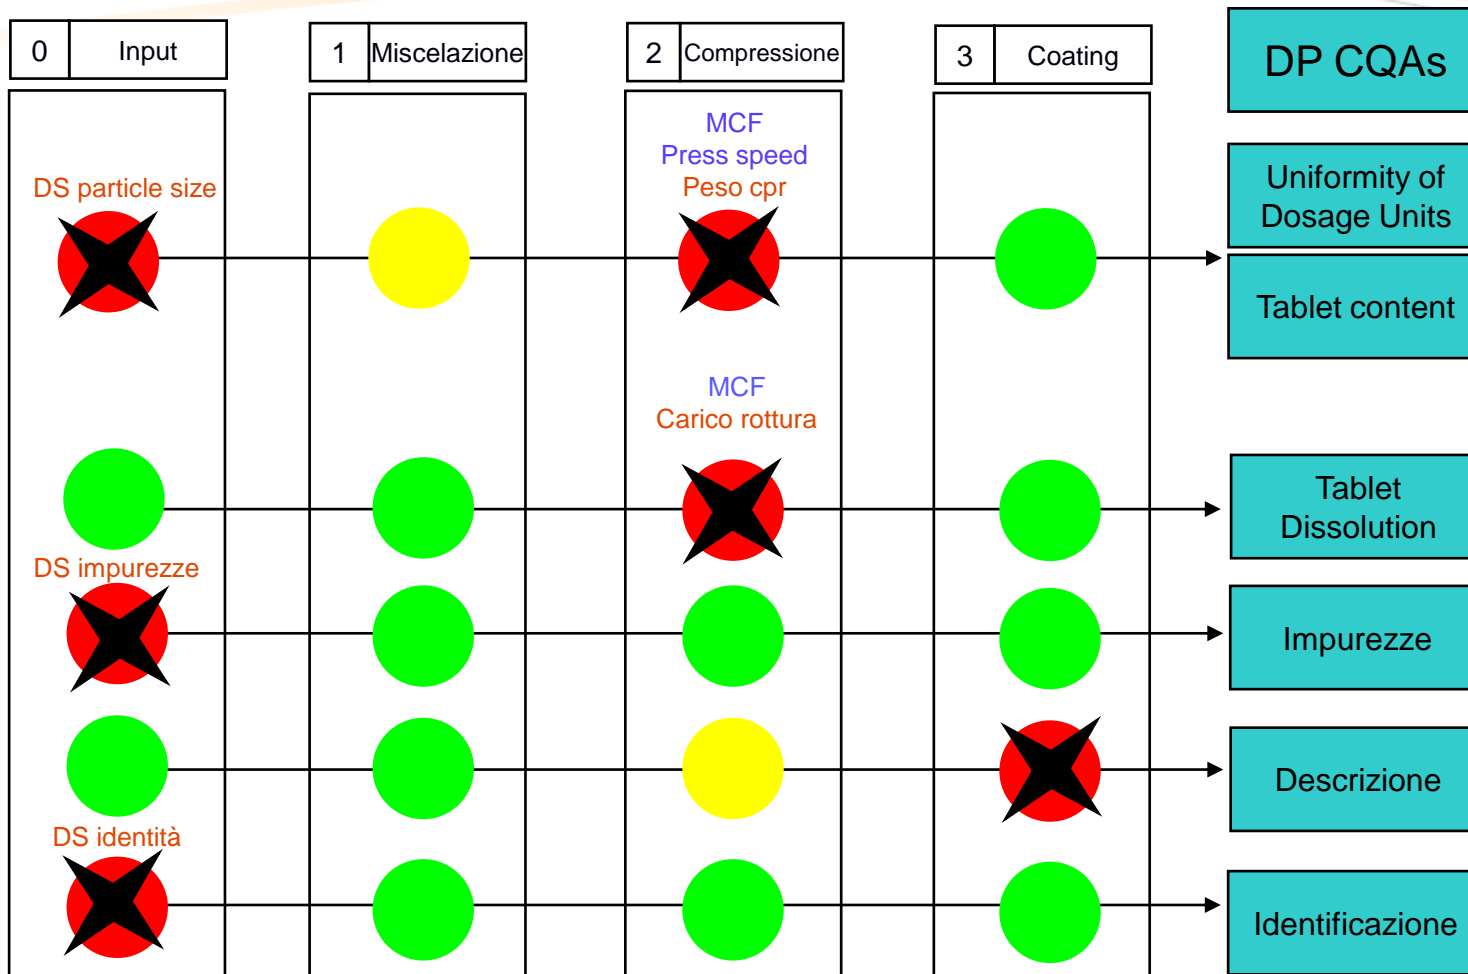 0 Input
1 Miscelazione
2 Compressione
3 Coating
DP CQAs
MCF
Press speed
Peso cpr
DS particle size
Uniformity of
Dosage Units
Tablet content
MCF
Carico rottura
Tablet
Dissolution
DS impurezze
Impurezze
Descrizione
DS identità
Identificazione